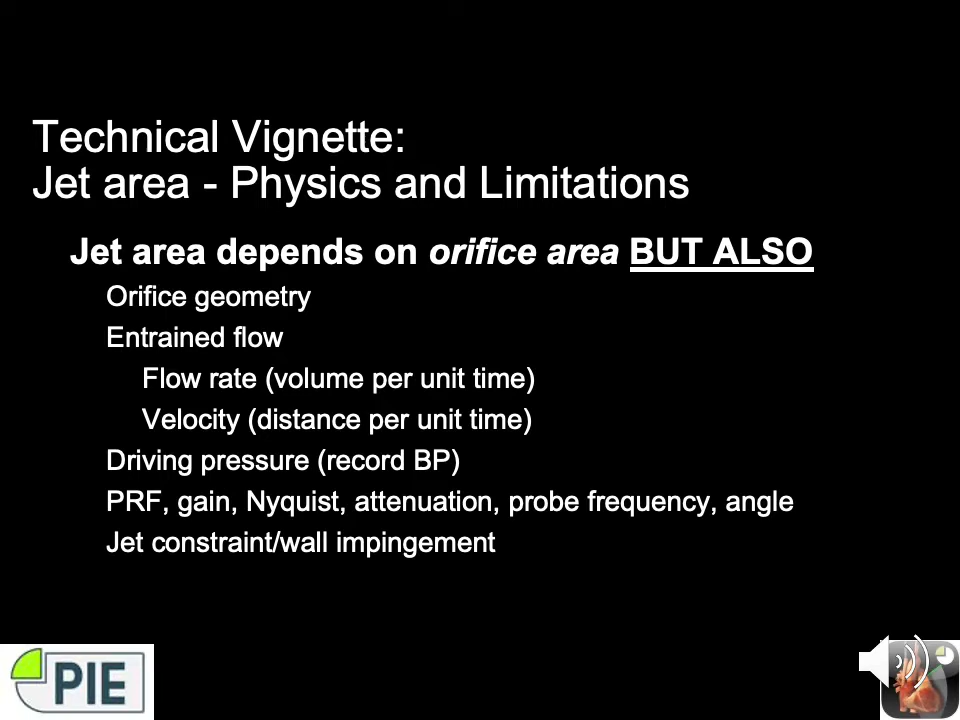 Technical Vignette:
Jet area - Physics and Limitations
Jet area depends on orifice area BUT ALSO
Orifice geometry
Entrained flow
Flow rate (volume per unit time)
Velocity (distance per unit time)
Driving pressure (record BP)
PRF, gain, Nyquist, attenuation, probe frequency, angle
Jet constraint/wall impingement
PIE